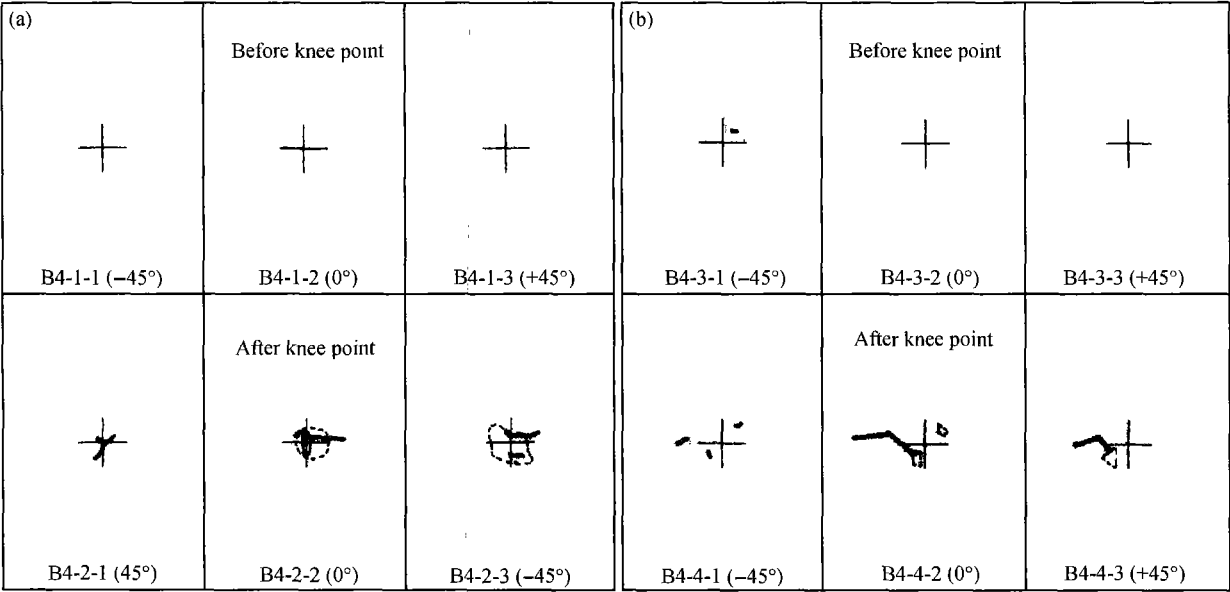 (a)
Before knee point
B4-1-1 (−45°)
B4-1-2 (0°)
B4-1-3 (+45°)
After knee point
B4-2-1 (45°)
B4-2-2 (0°)
B4-2-3 (−45°)
(b)
Before knee point
B4-3-1 (−45°)
B4-3-2 (0°)
B4-3-3 (+45°)
After knee point
B4-4-1 (−45°)
B4-4-2 (0°)
B4-4-3 (+45°)